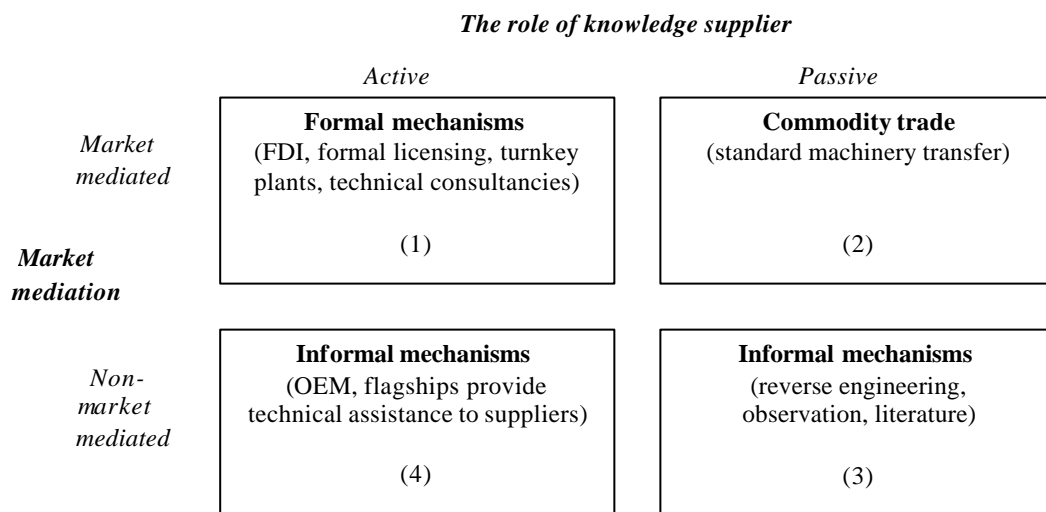 The role of knowledge supplier
Active
Passive
Market
mediated
Formal mechanisms
(FDI, formal licensing, turnkey
plants, technical consultancies)
(1)
Commodity trade
(standard machinery transfer)
(2)
Market
mediation
Non-
market
mediated
Informal mechanisms
(OEM, flagships provide
technical assistance to suppliers)
(4)
Informal mechanisms
(reverse engineering,
observation, literature)
(3)